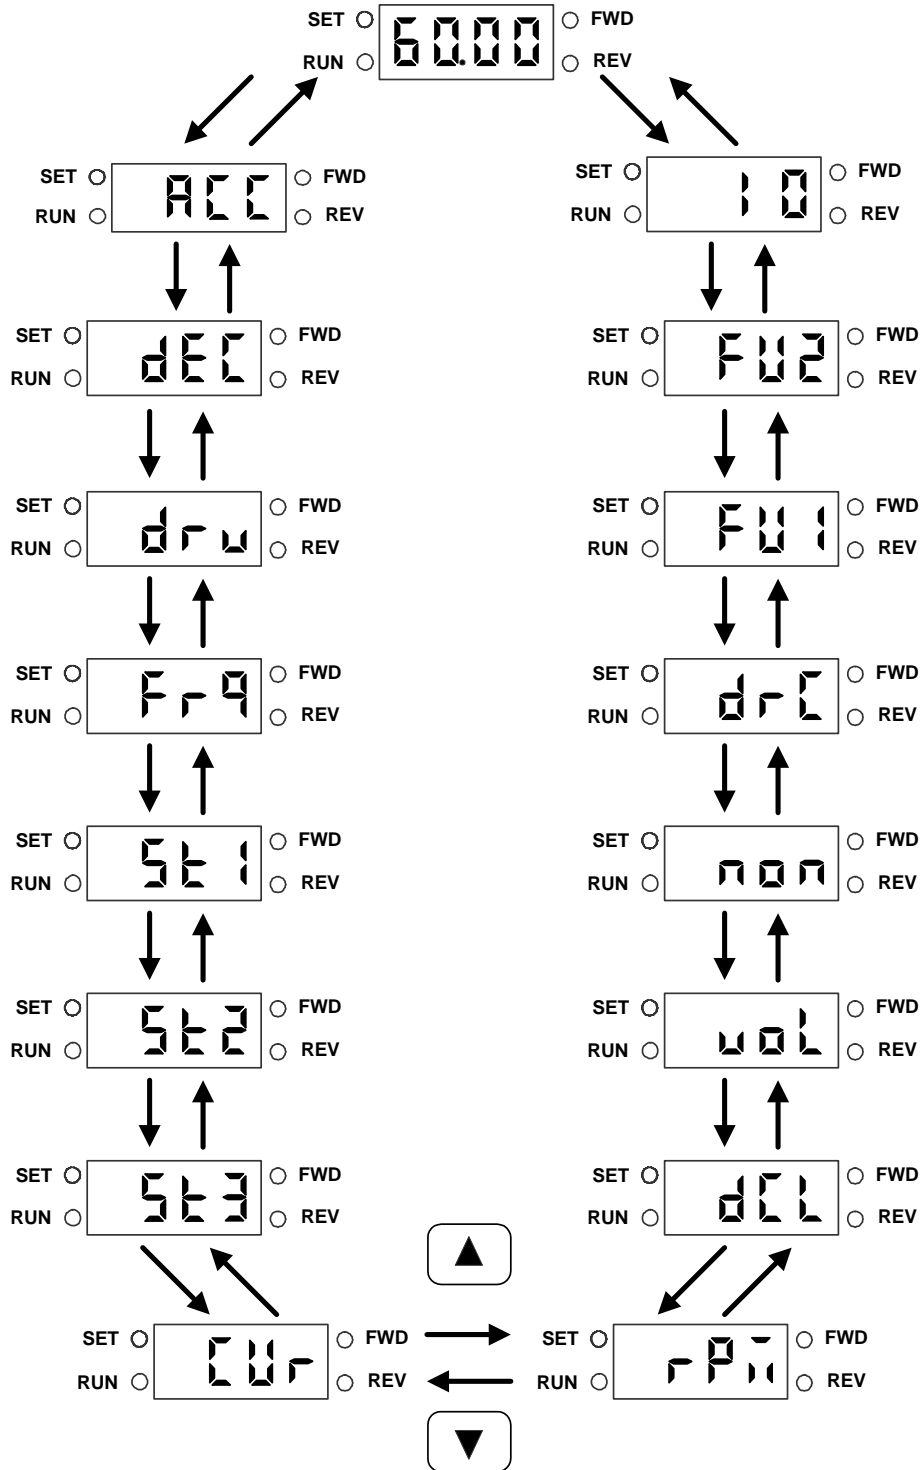 SET 60.00 FWD
RUN REV
SET ACC FWD
RUN REV
SET I O FWD
RUN REV
SET dEC FWD
RUN REV
SET FU2 FWD
RUN REV
SET drv FWD
RUN REV
SET FU1 FWD
RUN REV
SET Frq FWD
RUN REV
SET drC FWD
RUN REV
SET St1 FWD
RUN REV
SET non FWD
RUN REV
SET St2 FWD
RUN REV
SET voL FWD
RUN REV
SET St3 FWD
RUN REV
SET dCL FWD
RUN REV
SET CUr FWD
RUN REV
SET rPm FWD
RUN REV